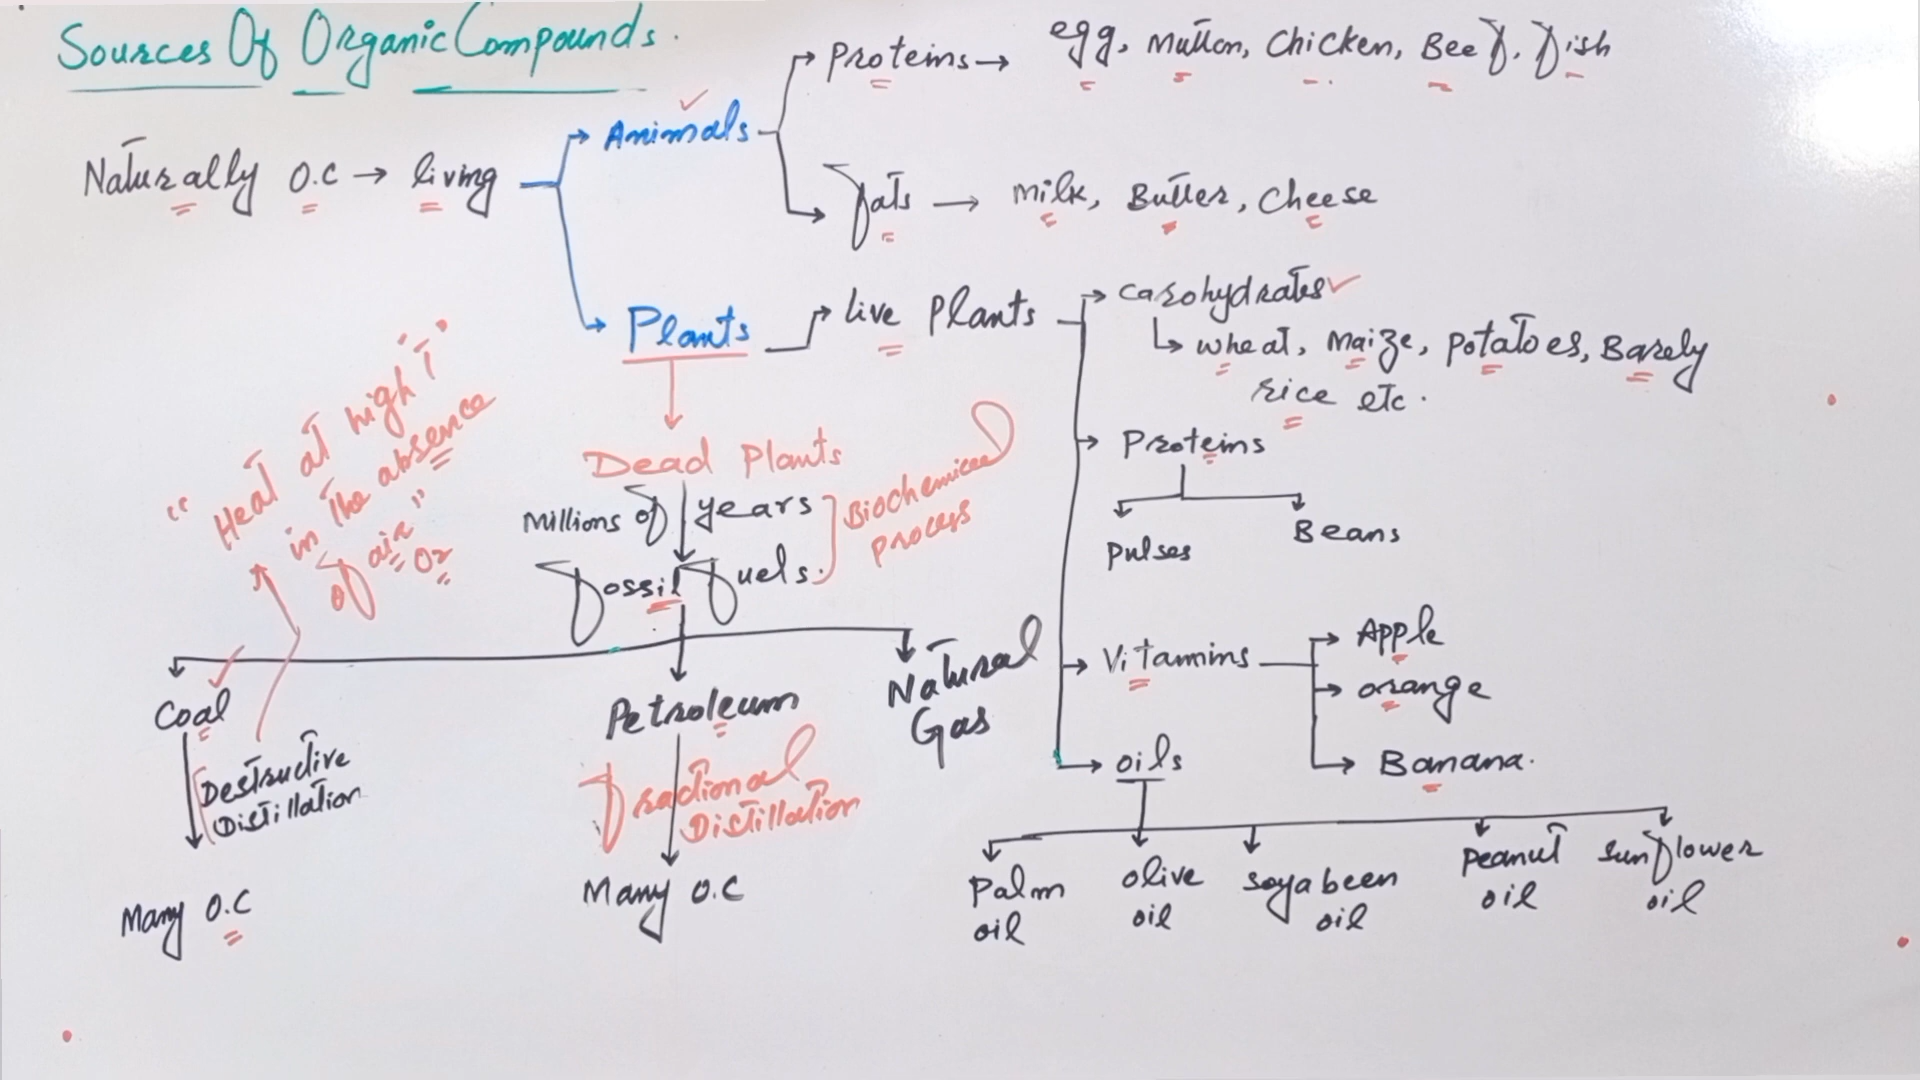 Sources Of Organic Compounds.
Naturally O.C → living
Animals
Proteins → egg, Mutton, Chicken, Beef, fish
fats → Milk, Butter, Cheese
Plants
live Plants
Carohydrates
wheat, Maize, Potatoes, Barely
rice etc.
Proteins
Pulses
Beans
Vitamins
Apple
orange
Banana.
oils
Palm oil
olive oil
Soyabeen oil
Peanut oil
sunflower oil
Dead Plants
Millions of years
Biochemical
Process
Fossil fuels.
Coal
Petroleum
Natural
Gas
"Heat at high T"
in the absence
of air"
Or
Destructive
Distillation
Many O.C
Fractional
Distillation
Many O.C